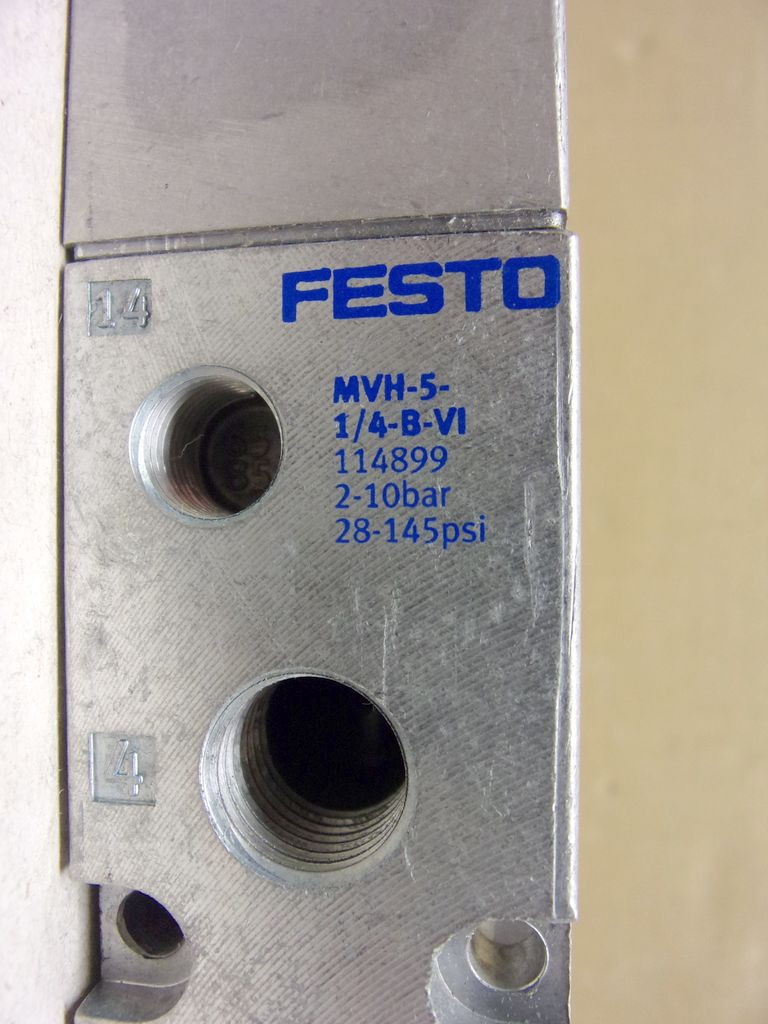 FESTO
14
MVH-5-
1/4-B-VI
114899
2-10bar
28-145psi
4